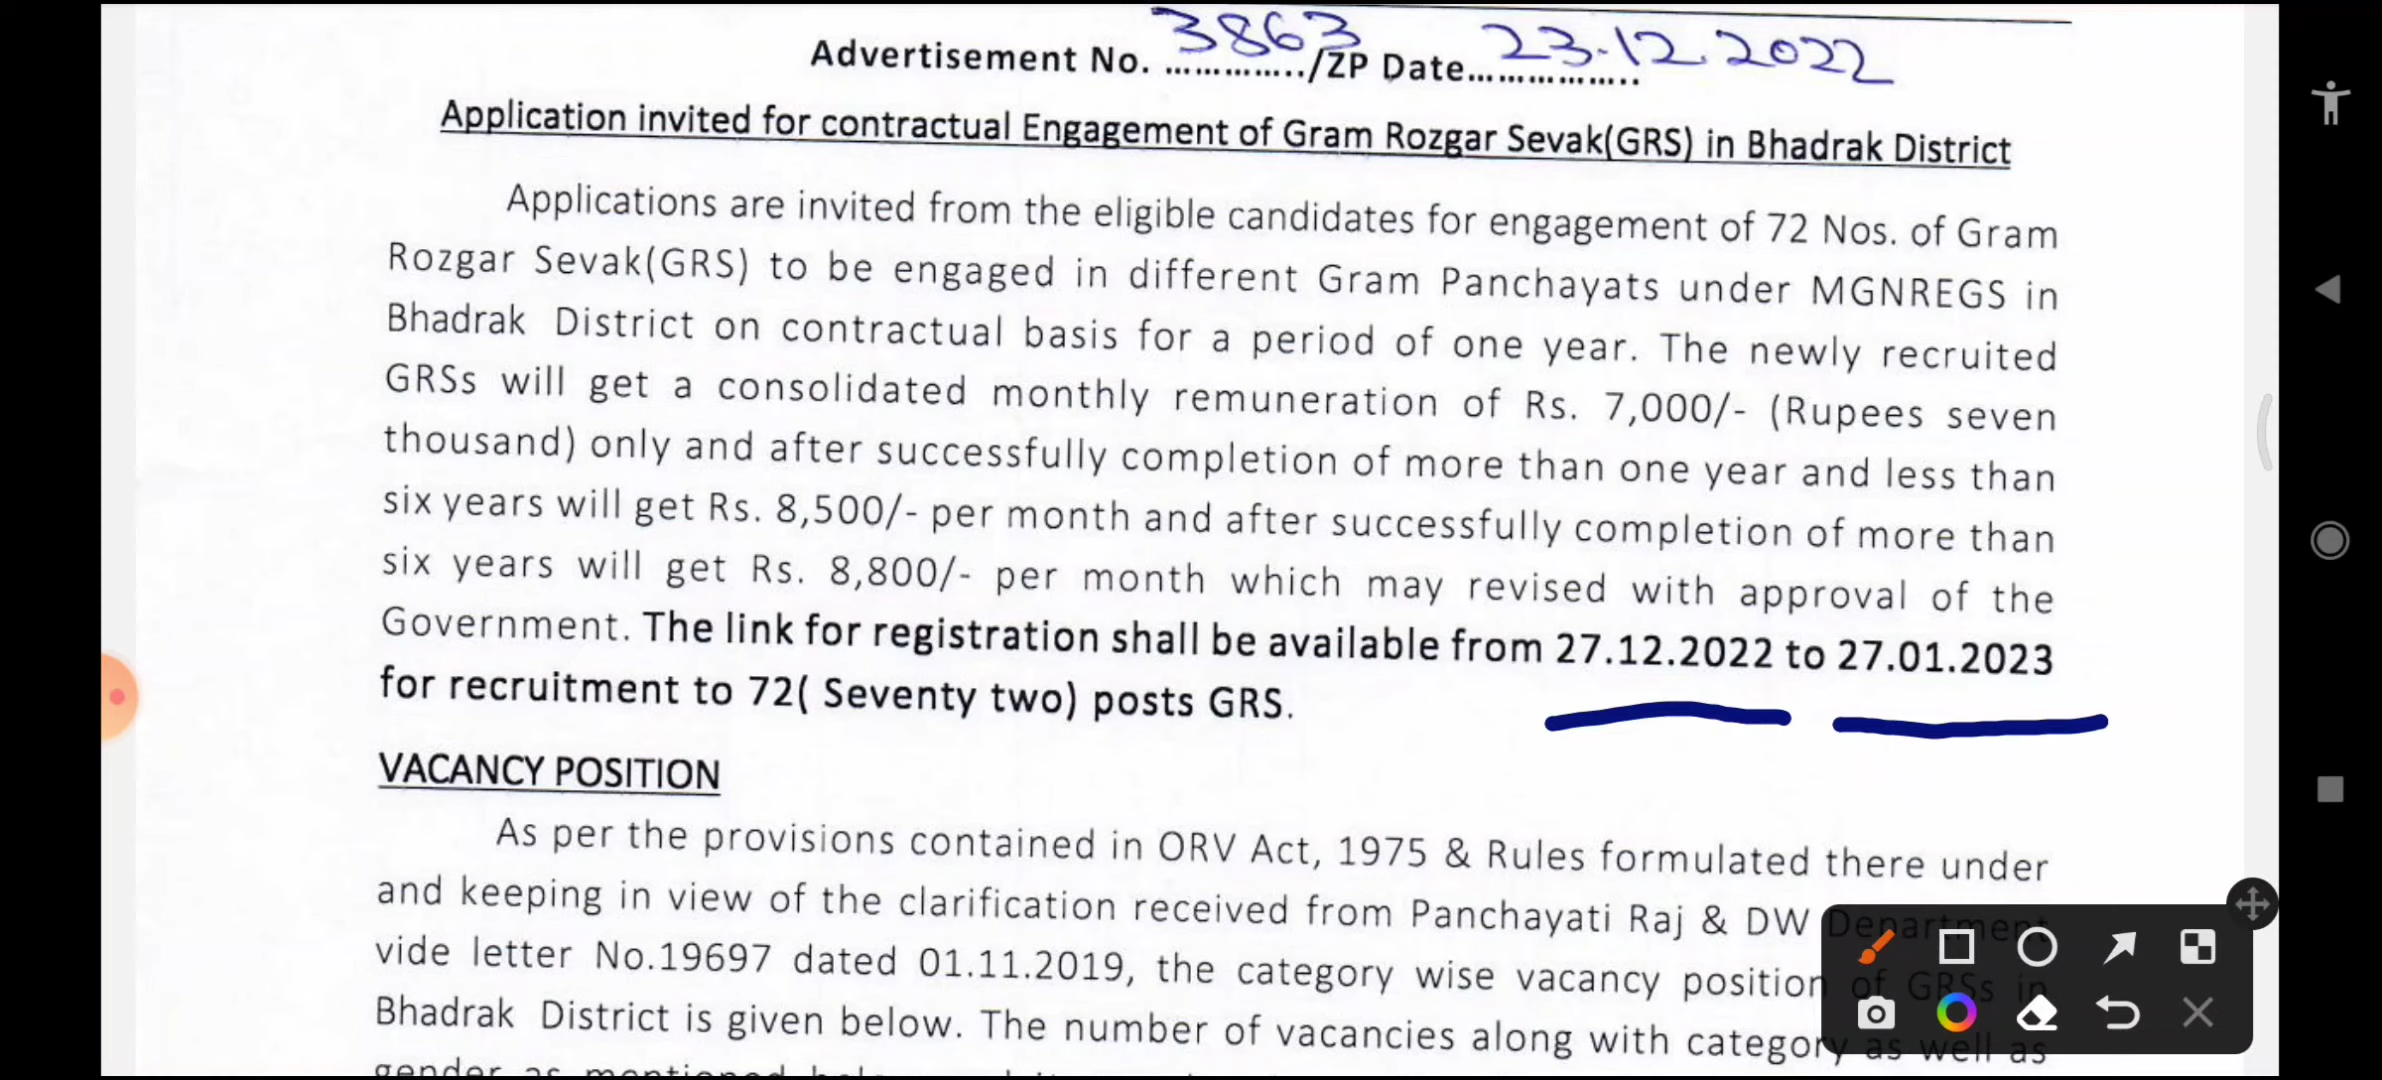 Advertisement No. 3863/ZP Date 23.12.2022
Application invited for contractual Engagement of Gram Rozgar Sevak(GRS) in Bhadrak District
Applications are invited from the eligible candidates for engagement of 72 Nos. of Gram
Rozgar Sevak(GRS) to be engaged in different Gram Panchayats under MGNREGS in
Bhadrak District on contractual basis for a period of one year. The newly recruited
GRSs will get a consolidated monthly remuneration of Rs. 7,000/- (Rupees seven
thousand) only and after successfully completion of more than one year and less than
six years will get Rs. 8,500/- per month and after successfully completion of more than
six years will get Rs. 8,800/- per month which may revised with approval of the
Government. The link for registration shall be available from 27.12.2022 to 27.01.2023
for recruitment to 72( Seventy two) posts GRS.
VACANCY POSITION
As per the provisions contained in ORV Act, 1975 & Rules formulated there under
and keeping in view of the clarification received from Panchayati Raj & DW Department
vide letter No.19697 dated 01.11.2019, the category wise vacancy position of GRSs in
Bhadrak District is given below. The number of vacancies along with category as well as
gender as mentioned